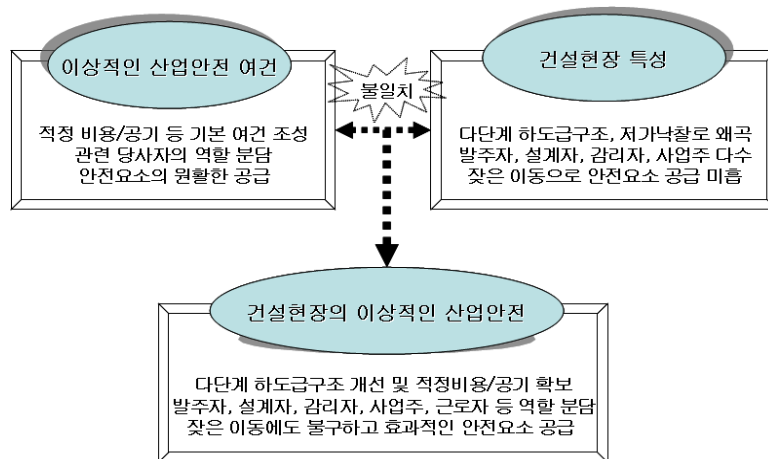 이상적인 산업안전 여건
적정 비용/공기 등 기본 여건 조성
관련 당사자의 역할 분담
안전요소의 원활한 공급
불일치
건설현장 특성
다단계 하도급구조, 저가낙찰로 왜곡
발주자, 설계자, 감리자, 사업주 다수
잦은 이동으로 안전요소 공급 미흡
건설현장의 이상적인 산업안전
다단계 하도급구조 개선 및 적정비용/공기 확보
발주자, 설계자, 감리자, 사업주, 근로자 등 역할 분담
잦은 이동에도 불구하고 효과적인 안전요소 공급